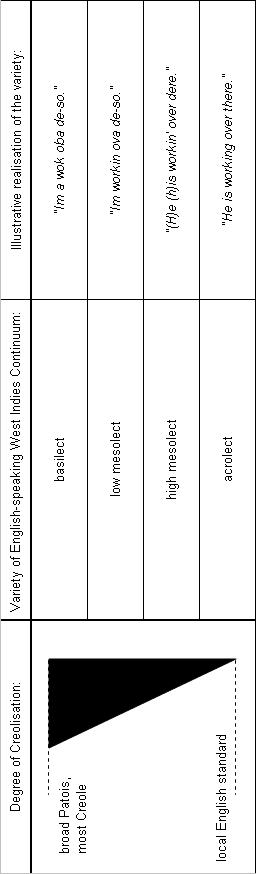 Degree of Creolisation:
Variety of English-speaking West Indies Continuum:
Illustrative realisation of the variety:
broad Patois,
most Creole
basilect
"Im a wok oba de-so."
low mesolect
"Im workin ova de-so."
high mesolect
"(H)e (h)is workin' over dere."
local English standard
acrolect
"He is working over there."